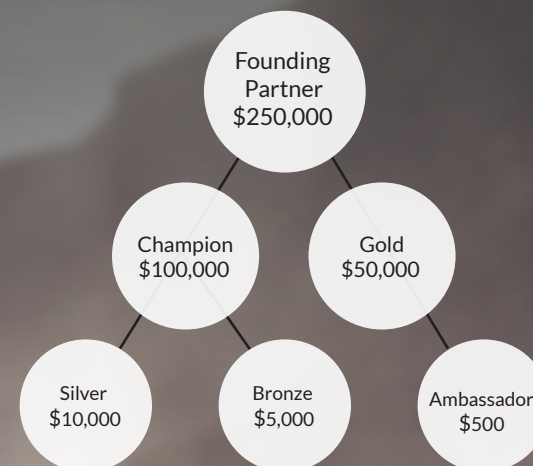 Founding
Partner
$250,000
Champion
$100,000
Gold
$50,000
Silver
$10,000
Bronze
$5,000
Ambassador
$500